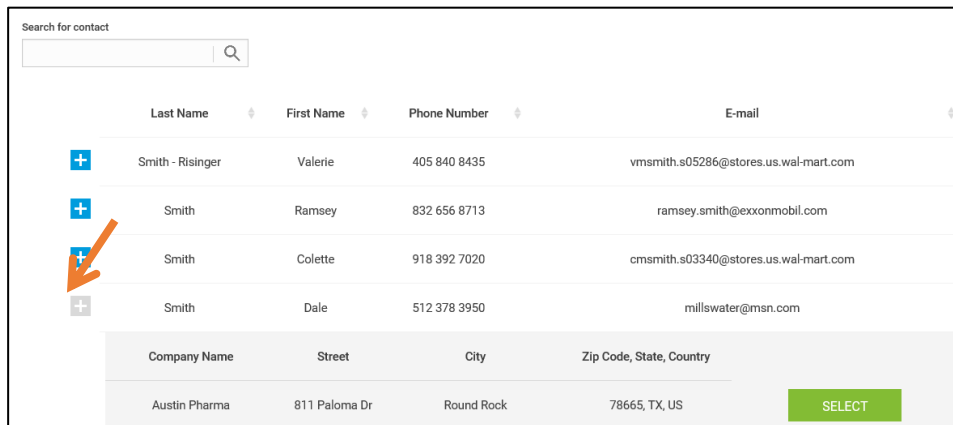 Search for contact
Last Name First Name Phone Number E-mail
Smith - Risinger Valerie 405 840 8435 vmsmith.s05286@stores.us.wal-mart.com
Smith Ramsey 832 656 8713 ramsey.smith@exxonmobil.com
Smith Colette 918 392 7020 cmsmith.s03340@stores.us.wal-mart.com
Smith Dale 512 378 3950 millswater@msn.com
Company Name Street City Zip Code, State, Country
Austin Pharma 811 Paloma Dr Round Rock 78665, TX, US SELECT